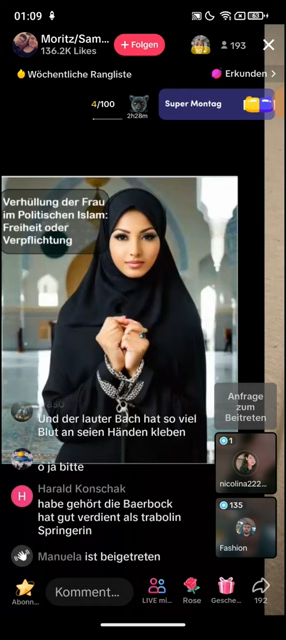 01:09
Moritz/Sam...
136.2K Likes
+ Folgen
193
Wöchentliche Rangliste
Erkunden >
4/100
2h28m
Super Montag
Verhüllung der Frau
im Politischen Islam:
Freiheit oder
Verpflichtung
Und der lauter Bach hat so viel
Blut an seien Händen kleben
Anfrage
zum
Beitreten
o ja bitte
1
nicolina222...
Harald Konschak
habe gehört die Baerbock
hat gut verdient als trabolin
Springerin
135
Fashion
Manuela ist beigetreten
Abonn...
Komment...
LIVE mi...
Rose
Gesche...
192